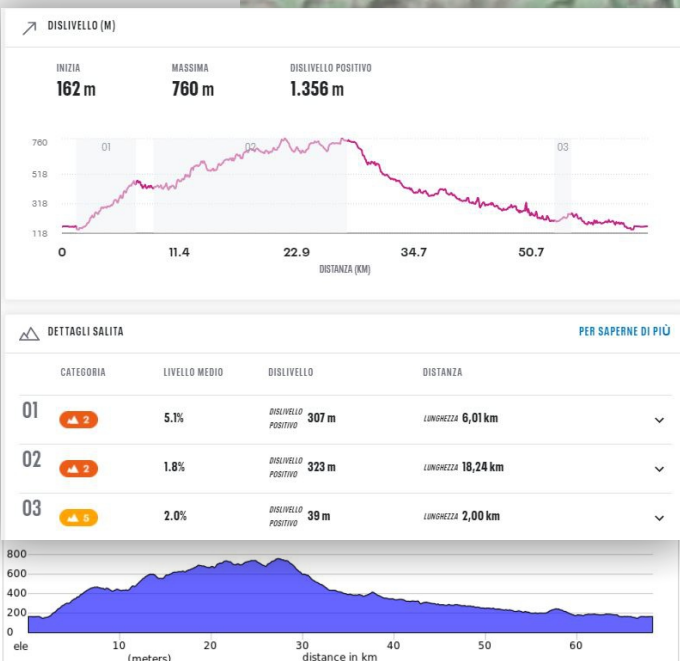 DISLIVELLO (M)
INIZIA MASSIMA DISLIVELLO POSITIVO
162 m 760 m 1.356 m
760
518
318
118
01 02 03
0 11.4 22.9 34.7 50.7
DISTANZA (KM)
DETTAGLI SALITA PER SAPERNE DI PIÙ
CATEGORIA LIVELLO MEDIO DISLIVELLO DISTANZA
01 2 5.1% DISLIVELLO POSITIVO 307 m LUNGHEZZA 6,01 km
02 2 1.8% DISLIVELLO POSITIVO 323 m LUNGHEZZA 18,24 km
03 5 2.0% DISLIVELLO POSITIVO 39 m LUNGHEZZA 2,00 km
800
600
400
200
0
ele 10 20 30 40 50 60
(meters) distance in km